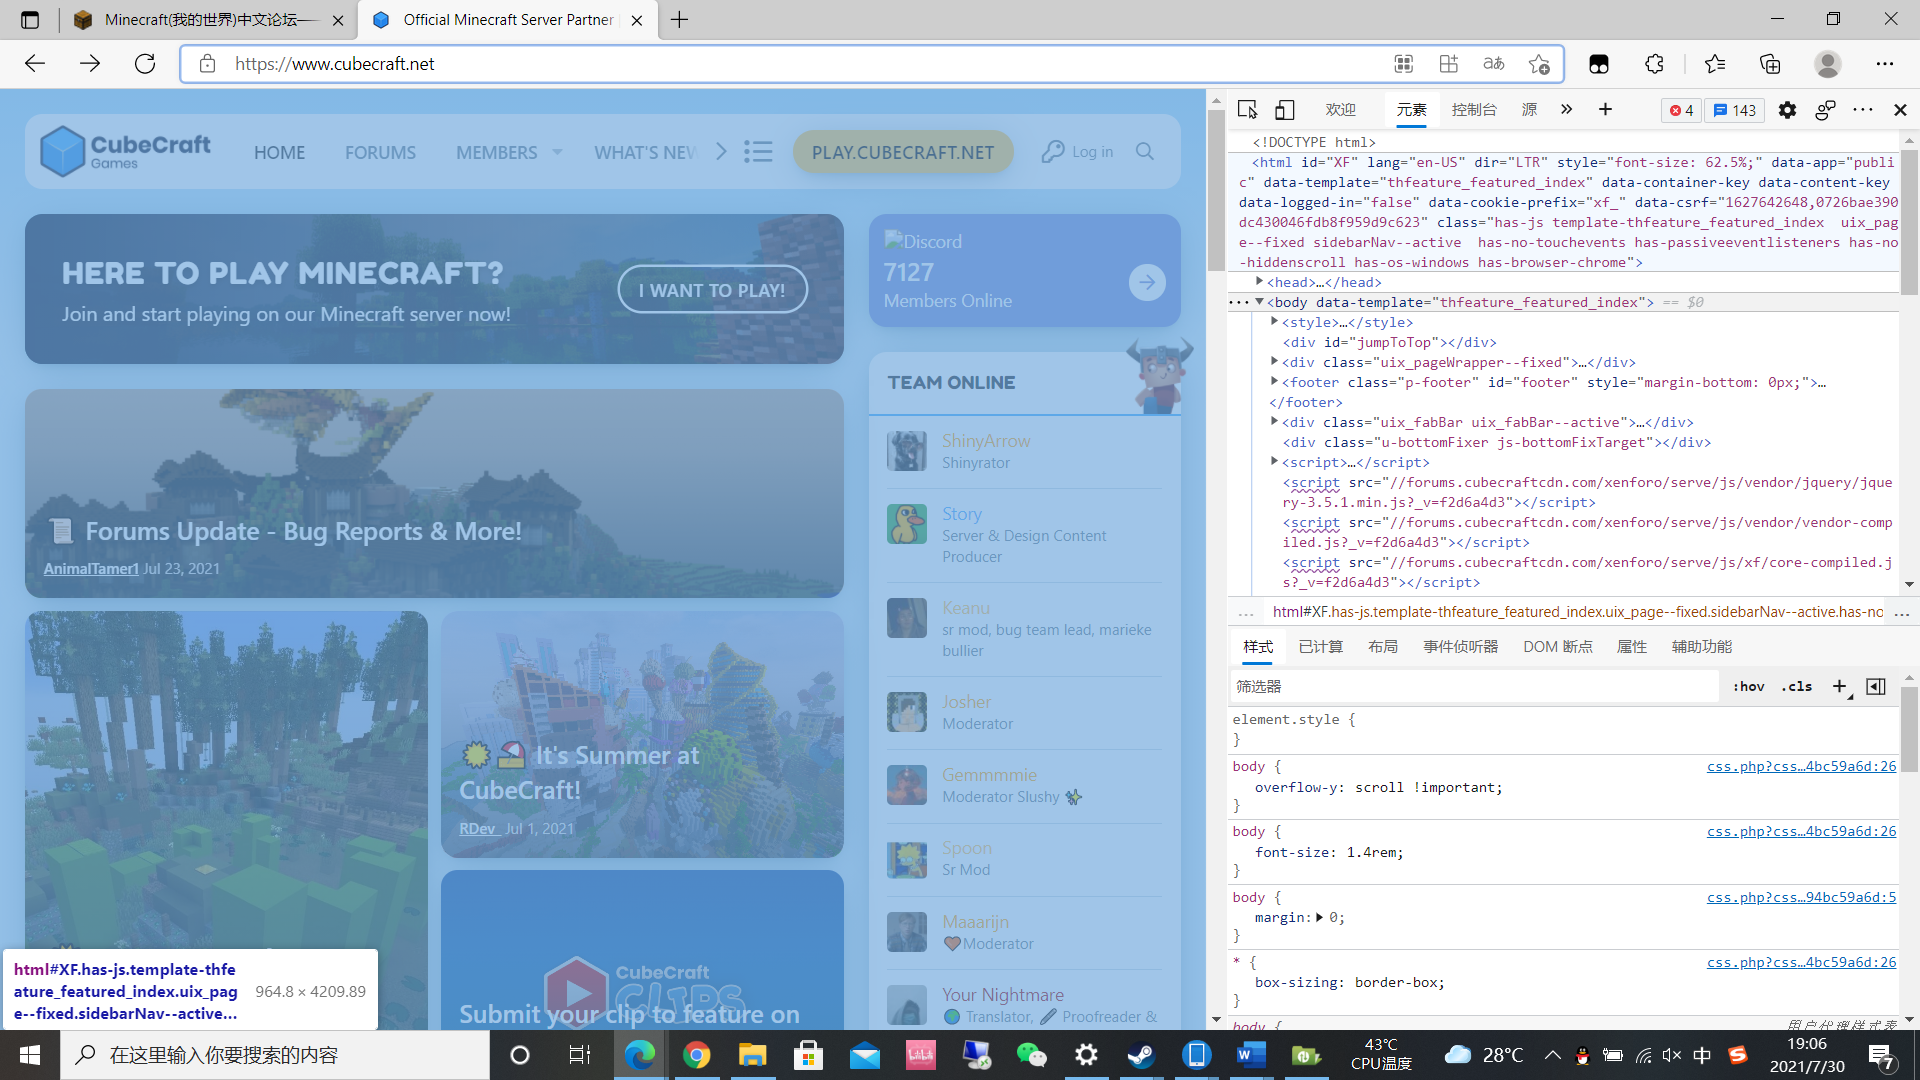 Minecraft(我的世界)中文论坛——
Official Minecraft Server Partner
https://www.cubecraft.net
CubeCraft
Games
HOME
FORUMS
MEMBERS
WHAT'S NEW
PLAY.CUBECRAFT.NET
Log in
HERE TO PLAY MINECRAFT?
Join and start playing on our Minecraft server now!
I WANT TO PLAY!
Discord
7127
Members Online
Forums Update - Bug Reports & More!
AnimalTamer1 Jul 23, 2021
It's Summer at
CubeCraft!
RDev_ Jul 1, 2021
CubeCraft
CLIPS
Submit your clip to feature on
TEAM ONLINE
ShinyArrow
Shinyrator
Story
Server & Design Content
Producer
Keanu
sr mod, bug team lead, marieke
bullier
Josher
Moderator
Gemmmmie
Moderator Slushy ✨
Spoon
Sr Mod
Maaarijn
🧡Moderator
Your Nightmare
🌍 Translator, 🖊 Proofreader &
html#XF.has-js.template-thfe
ature_featured_index.uix_pag
e--fixed.sidebarNav--active...
964.8 × 4209.89
欢迎
元素
控制台
源
4
143
<!DOCTYPE html>
<html id="XF" lang="en-US" dir="LTR" style="font-size: 62.5%;" data-app="publi
c" data-template="thfeature_featured_index" data-container-key data-content-key
data-logged-in="false" data-cookie-prefix="xf_" data-csrf="1627642648,0726bae390
dc430046fdb8f959d9c623" class="has-js template-thfeature_featured_index  uix_pag
e--fixed sidebarNav--active  has-no-touchevents has-passiveeventlisteners has-no
-hiddenscroll has-os-windows has-browser-chrome">
<head>…</head>
<body data-template="thfeature_featured_index"> == $0
<style>…</style>
<div id="jumpToTop"></div>
<div class="uix_pageWrapper--fixed">…</div>
<footer class="p-footer" id="footer" style="margin-bottom: 0px;">…
</footer>
<div class="uix_fabBar uix_fabBar--active">…</div>
<div class="u-bottomFixer js-bottomFixTarget"></div>
<script>…</script>
<script src="//forums.cubecraftcdn.com/xenforo/serve/js/vendor/jquery/jque
ry-3.5.1.min.js?_v=f2d6a4d3"></script>
<script src="//forums.cubecraftcdn.com/xenforo/serve/js/vendor/vendor-comp
iled.js?_v=f2d6a4d3"></script>
<script src="//forums.cubecraftcdn.com/xenforo/serve/js/xf/core-compiled.j
s?_v=f2d6a4d3"></script>
... html#XF.has-js.template-thfeature_featured_index.uix_page--fixed.sidebarNav--active.has-no ...
样式
已计算
布局
事件侦听器
DOM 断点
属性
辅助功能
筛选器
:hov
.cls
element.style {
}
body {
css.php?css…4bc59a6d:26
overflow-y: scroll !important;
}
body {
css.php?css…4bc59a6d:26
font-size: 1.4rem;
}
body {
css.php?css…94bc59a6d:5
margin: 0;
}
* {
css.php?css…4bc59a6d:26
box-sizing: border-box;
}
body {
用户代理样式表
在这里输入你要搜索的内容
43℃
CPU温度
28°C
中
19:06
2021/7/30
7